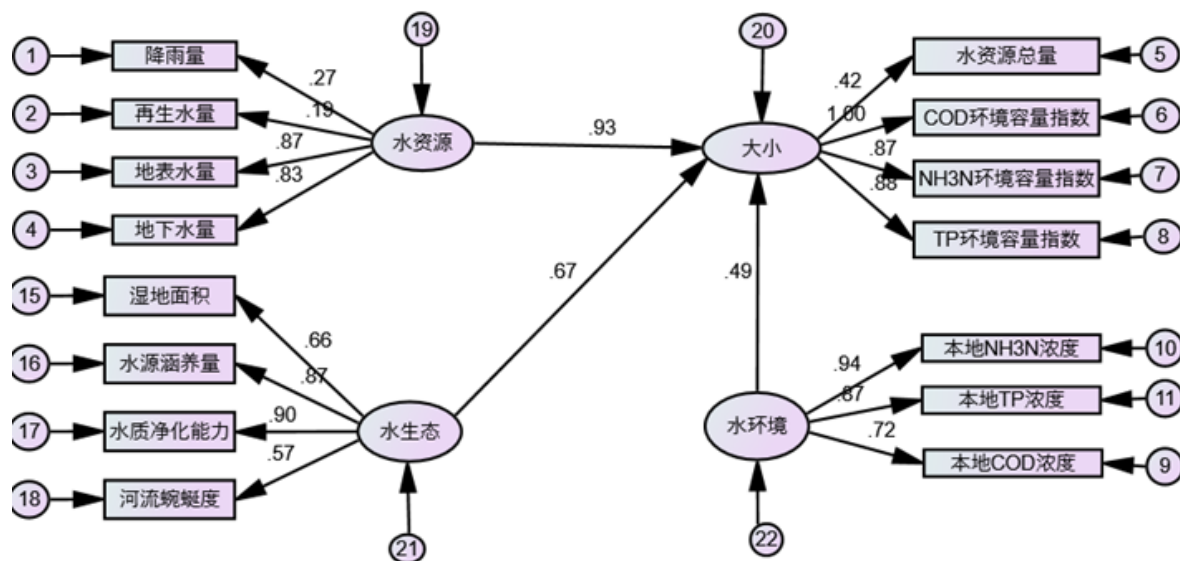 1
降雨量
2
再生水量
3
地表水量
4
地下水量
.27
.19
.87
.83
19
水资源
.93
20
大小
.42
1.00
.87
.88
水资源总量
5
COD环境容量指数
6
NH3N环境容量指数
7
TP环境容量指数
8
15
湿地面积
16
水源涵养量
17
水质净化能力
18
河流蜿蜒度
.66
.87
.90
.57
水生态
21
.67
.49
水环境
22
.94
.87
.72
本地NH3N浓度
10
本地TP浓度
11
本地COD浓度
9